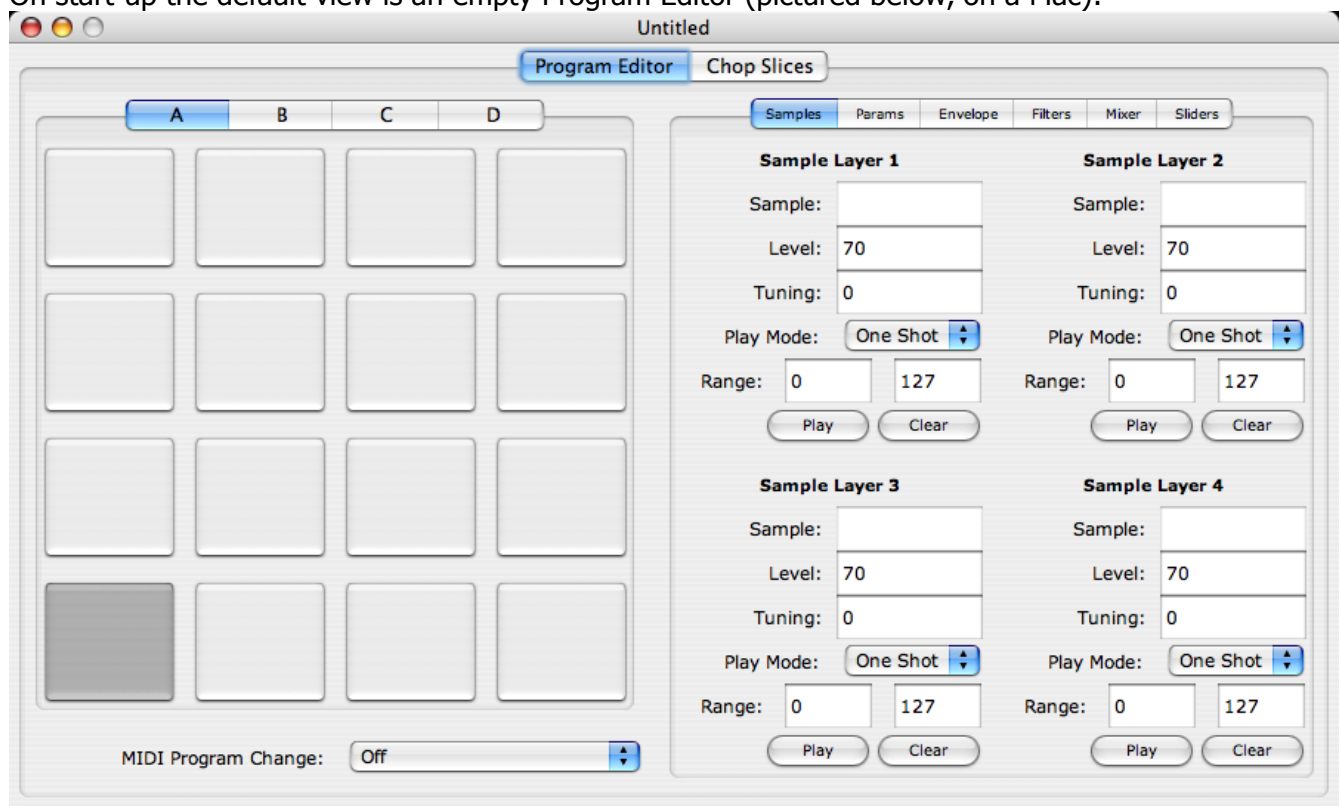 On start-up the default view is an empty Program Editor (pictured below, on a Mac):
Untitled
Program Editor Chop Slices
A B C D
MIDI Program Change: Off
Samples Params Envelope Filters Mixer Sliders
Sample Layer 1
Sample:
Level: 70
Tuning: 0
Play Mode: One Shot
Range: 0 127
Play Clear
Sample Layer 2
Sample:
Level: 70
Tuning: 0
Play Mode: One Shot
Range: 0 127
Play Clear
Sample Layer 3
Sample:
Level: 70
Tuning: 0
Play Mode: One Shot
Range: 0 127
Play Clear
Sample Layer 4
Sample:
Level: 70
Tuning: 0
Play Mode: One Shot
Range: 0 127
Play Clear